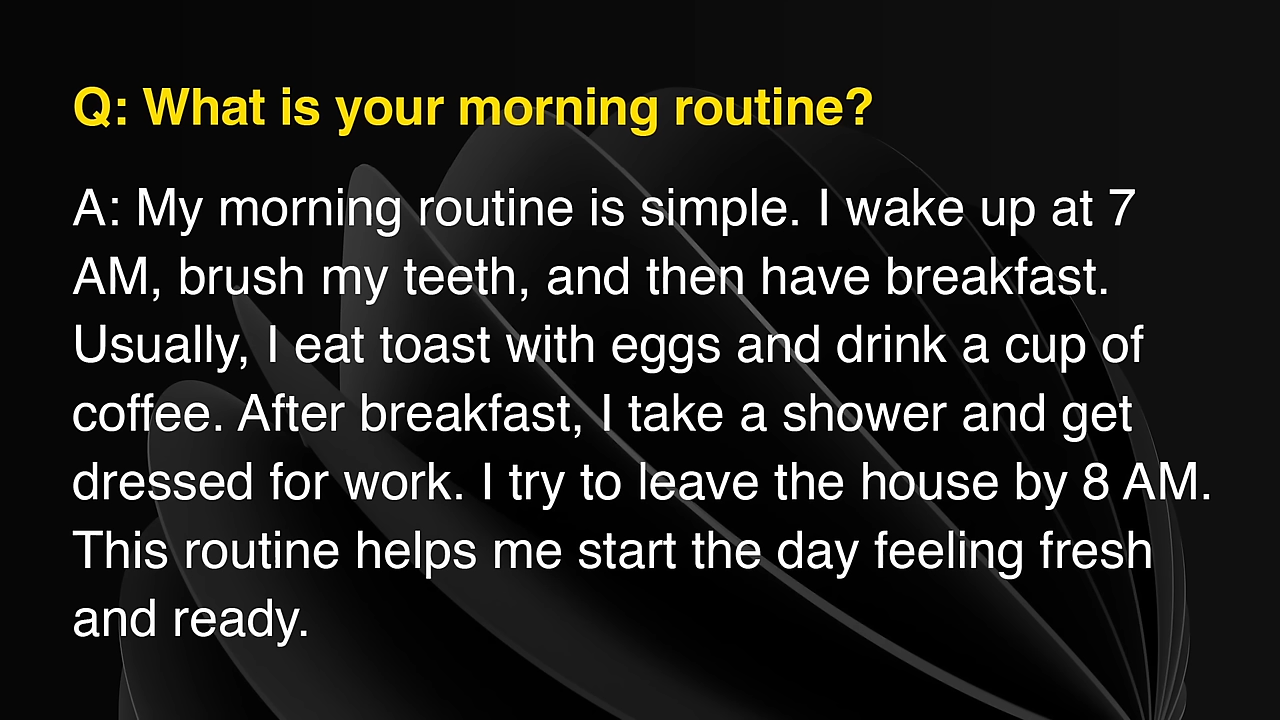 Q: What is your morning routine?
A: My morning routine is simple. I wake up at 7
AM, brush my teeth, and then have breakfast.
Usually, I eat toast with eggs and drink a cup of
coffee. After breakfast, I take a shower and get
dressed for work. I try to leave the house by 8 AM.
This routine helps me start the day feeling fresh
and ready.